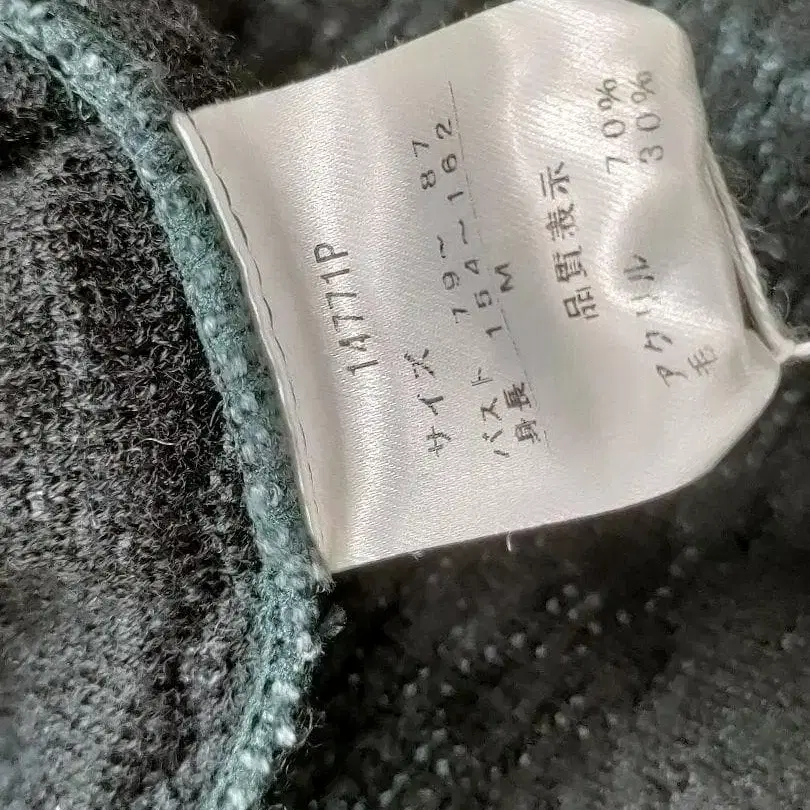 14771P
サイズ
バスト 79～87
身長 154～162
M
品質表示
アクリル 70%
毛 30%